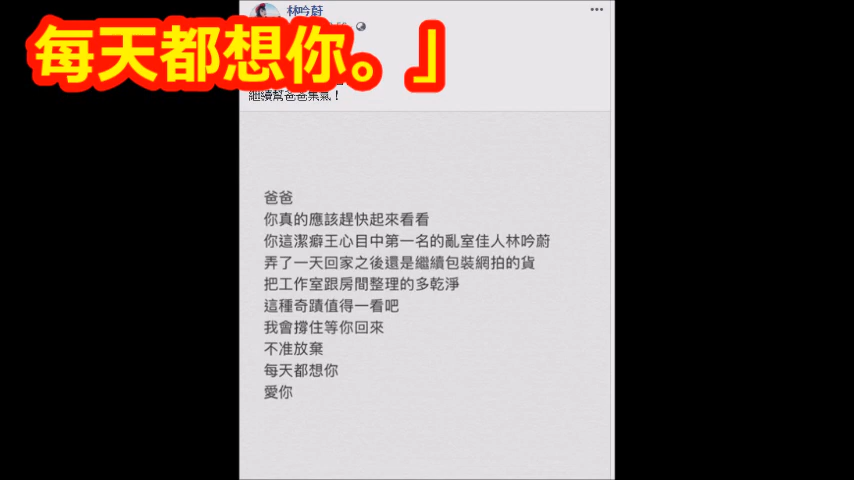 林吟蔚
每天都想你。」
繼續幫爸爸集氣！
爸爸
你真的應該趕快起來看看
你這潔癖王心目中第一名的亂室佳人林吟蔚
弄了一天回家之後還是繼續包裝網拍的貨
把工作室跟房間整理的多乾淨
這種奇蹟值得一看吧
我會撐住等你回來
不准放棄
每天都想你
愛你